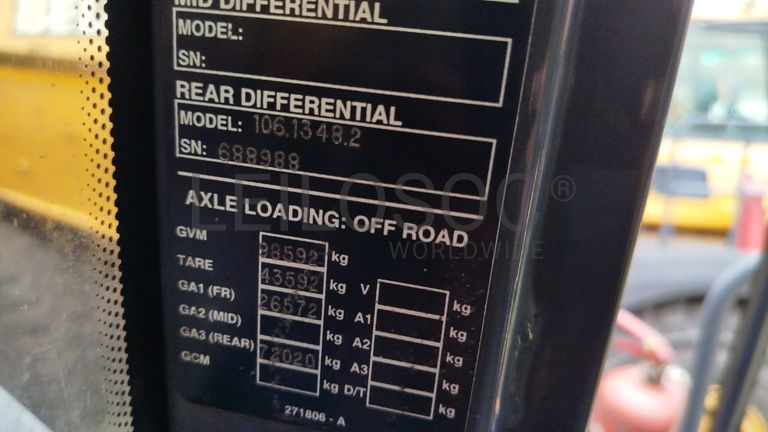 MID DIFFERENTIAL
MODEL:
SN:
REAR DIFFERENTIAL
MODEL: 106.1348.2
SN: 688988
AXLE LOADING: OFF ROAD
GVM 98592 kg
TARE 43592 kg V kg
GA1 (FR) 26572 kg A1 kg
GA2 (MID) kg A2 kg
GA3 (REAR) 72020 kg A3 kg
GCM kg D/T kg
271806 - A
LEILOSOC®
WORLDWIDE